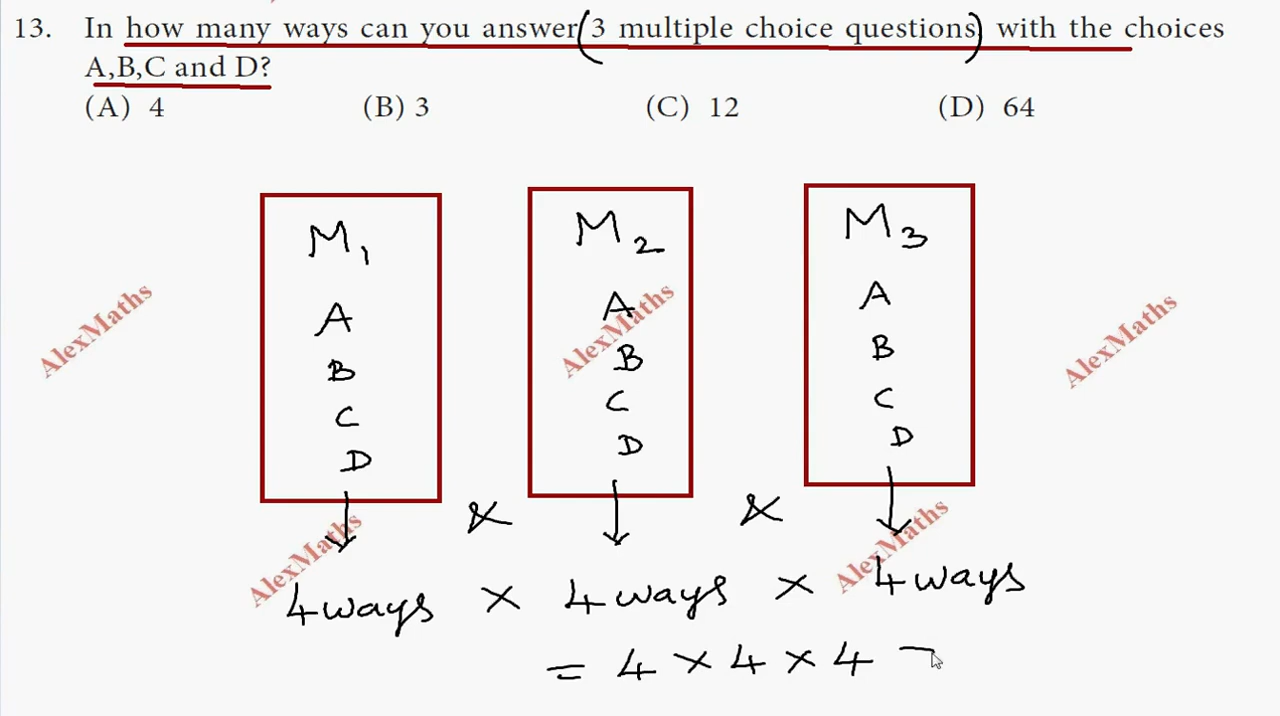 13. In how many ways can you answer (3 multiple choice questions) with the choices
A,B,C and D?
(A) 4 (B) 3 (C) 12 (D) 64
M1 M2 M3
A A A
B B B
C C C
D D D
& &
4ways × 4ways × 4ways
= 4 × 4 × 4
AlexMaths
AlexMaths
AlexMaths
AlexMaths
AlexMaths